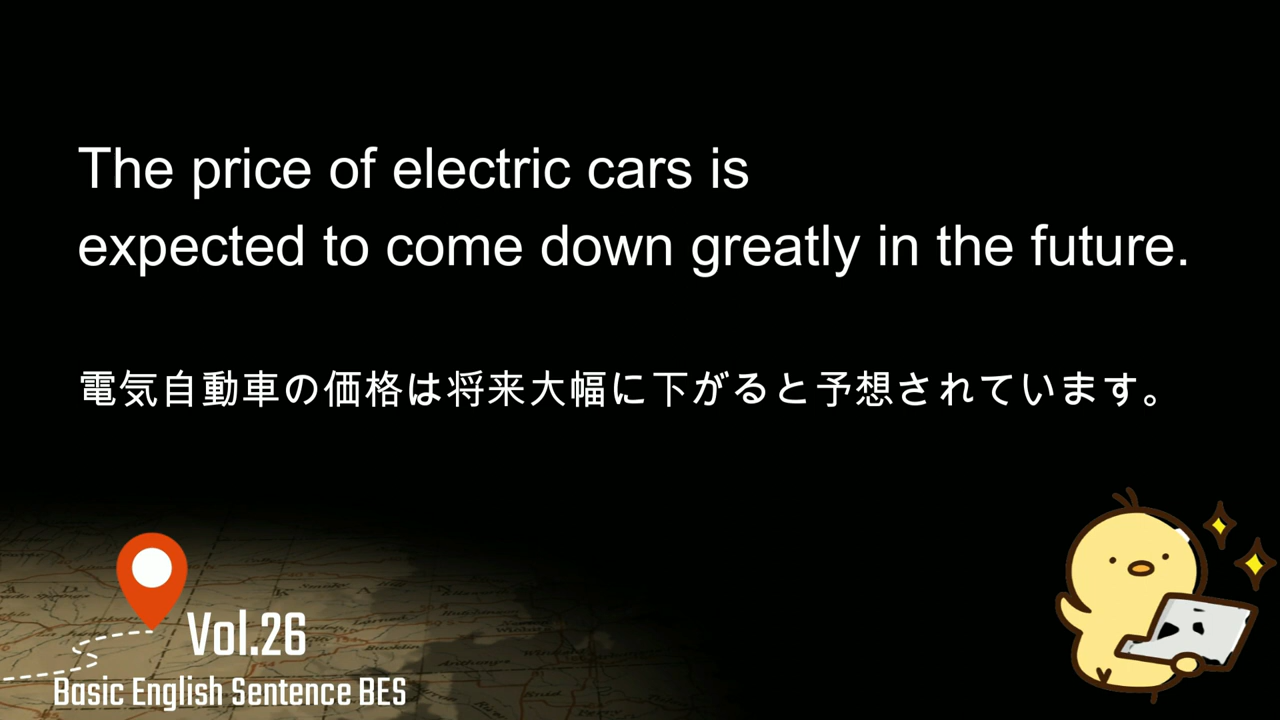 The price of electric cars is
expected to come down greatly in the future.
電気自動車の価格は将来大幅に下がると予想されています。
Vol.26
Basic English Sentence BES